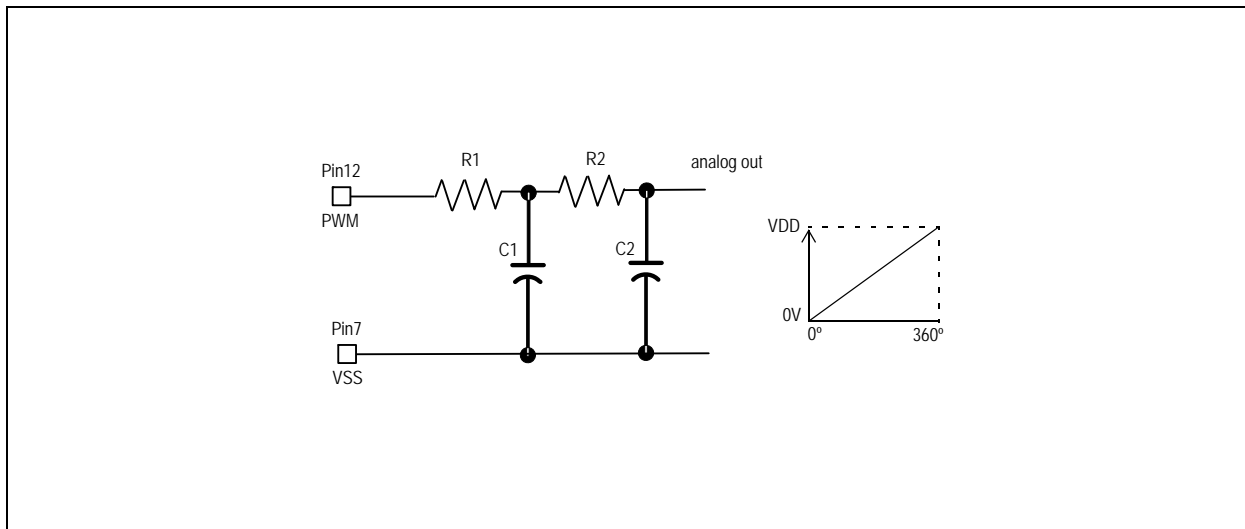 Pin12
PWM
R1
R2
analog out
C1
C2
Pin7
VSS
VDD
0V
0º
360º